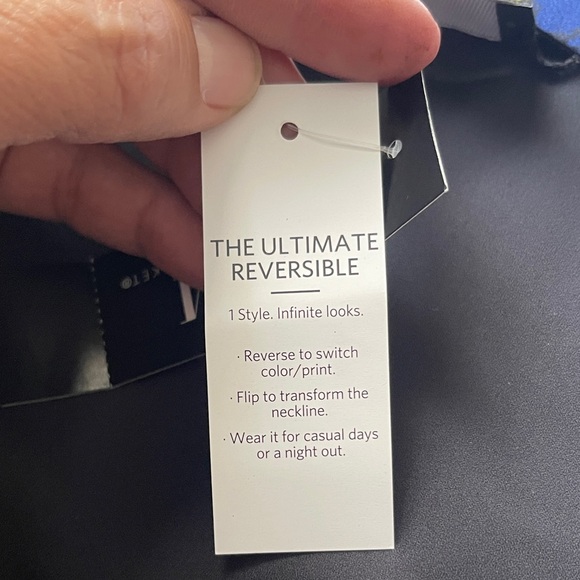 THE ULTIMATE
REVERSIBLE
1 Style. Infinite looks.
· Reverse to switch
color/print.
· Flip to transform the
neckline.
· Wear it for casual days
or a night out.